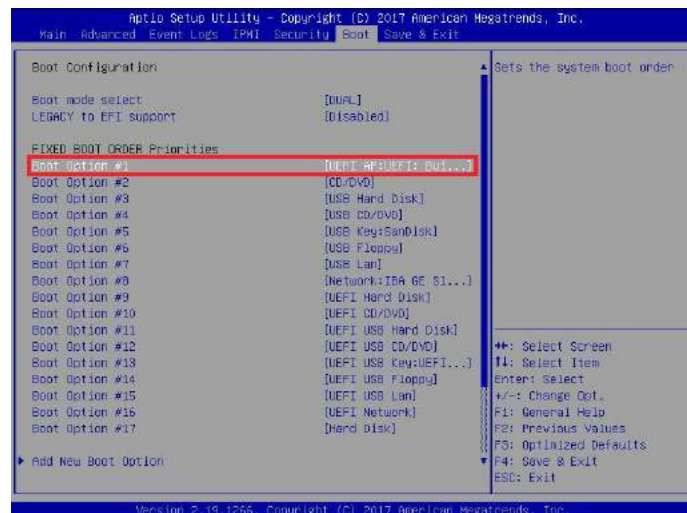 Aptio Setup Utility – Copyright (C) 2017 American Megatrends, Inc.
Main Advanced Event Logs IPMI Security Boot Save & Exit
Boot Configuration
Boot mode select [DUAL]
LEGACY to EFI support [Disabled]
FIXED BOOT ORDER Priorities
Boot Option #1 [UEFI AP:UEFI: Bui...]
Boot Option #2 [CD/DVD]
Boot Option #3 [USB Hard Disk]
Boot Option #4 [USB CD/DVD]
Boot Option #5 [USB Key:SanDisk]
Boot Option #6 [USB Floppy]
Boot Option #7 [USB Lan]
Boot Option #8 [Network:IBA GE Sl...]
Boot Option #9 [UEFI Hard Disk]
Boot Option #10 [UEFI CD/DVD]
Boot Option #11 [UEFI USB Hard Disk]
Boot Option #12 [UEFI USB CD/DVD]
Boot Option #13 [UEFI USB Key:UEFI...]
Boot Option #14 [UEFI USB Floppy]
Boot Option #15 [UEFI USB Lan]
Boot Option #16 [UEFI Network]
Boot Option #17 [Hard Disk]
Add New Boot Option
Sets the system boot order
→←: Select Screen
↑↓: Select Item
Enter: Select
+/-: Change Opt.
F1: General Help
F2: Previous Values
F3: Optimized Defaults
F4: Save & Exit
ESC: Exit
Version 2.19.1266. Copyright (C) 2017 American Megatrends, Inc.